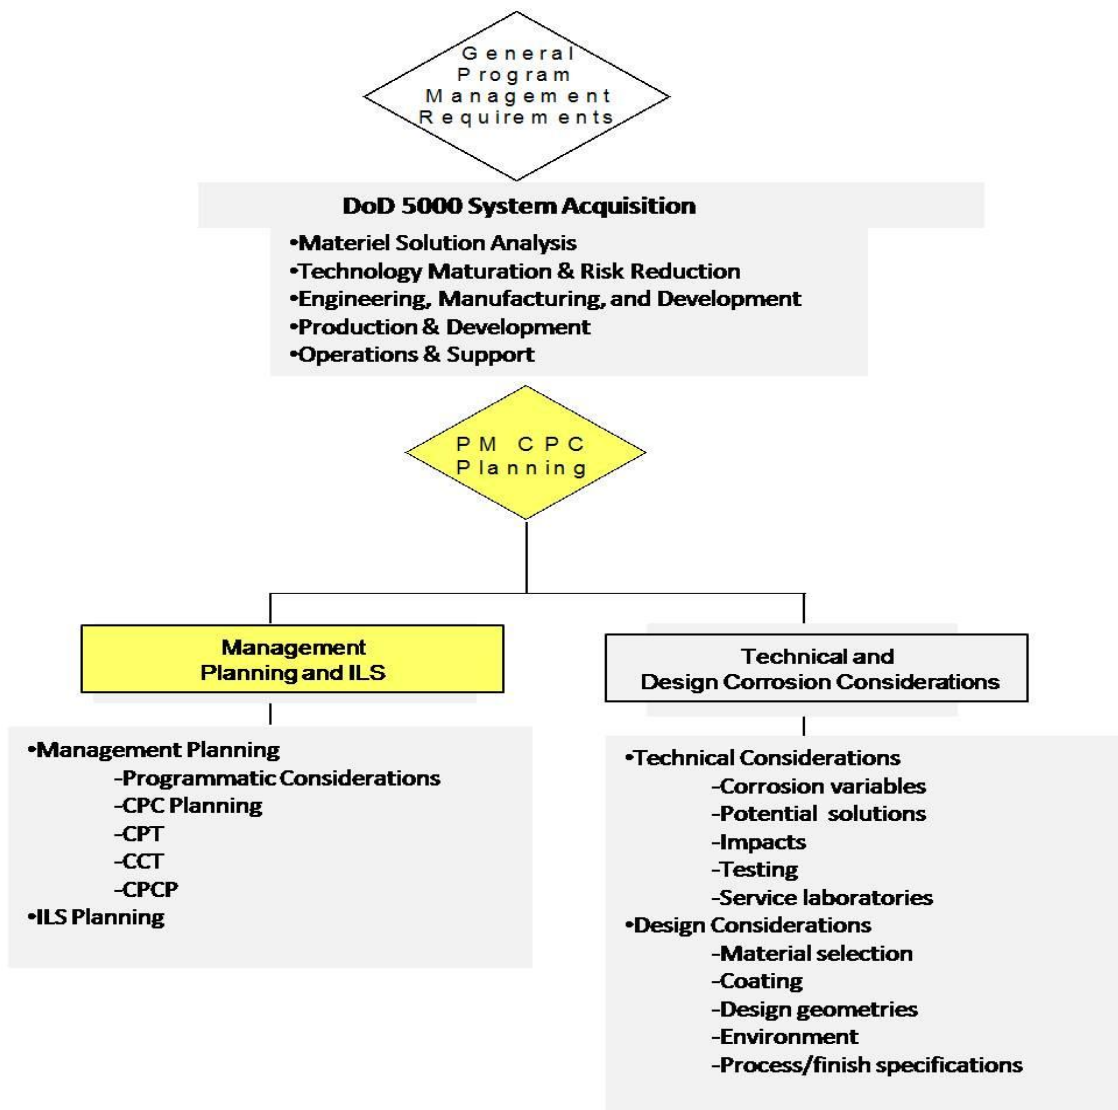 General
Program
Management
Requirements
DoD 5000 System Acquisition
•Materiel Solution Analysis
•Technology Maturation & Risk Reduction
•Engineering, Manufacturing, and Development
•Production & Development
•Operations & Support
PM CPC
Planning
Management
Planning and ILS
•Management Planning
-Programmatic Considerations
-CPC Planning
-CPT
-CCT
-CPCP
•ILS Planning
Technical and
Design Corrosion Considerations
•Technical Considerations
-Corrosion variables
-Potential solutions
-Impacts
-Testing
-Service laboratories
•Design Considerations
-Material selection
-Coating
-Design geometries
-Environment
-Process/finish specifications